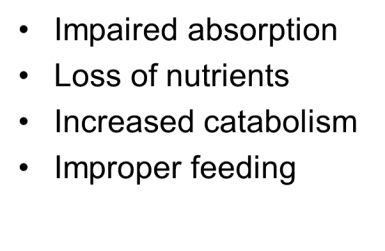 • Impaired absorption
• Loss of nutrients
• Increased catabolism
• Improper feeding